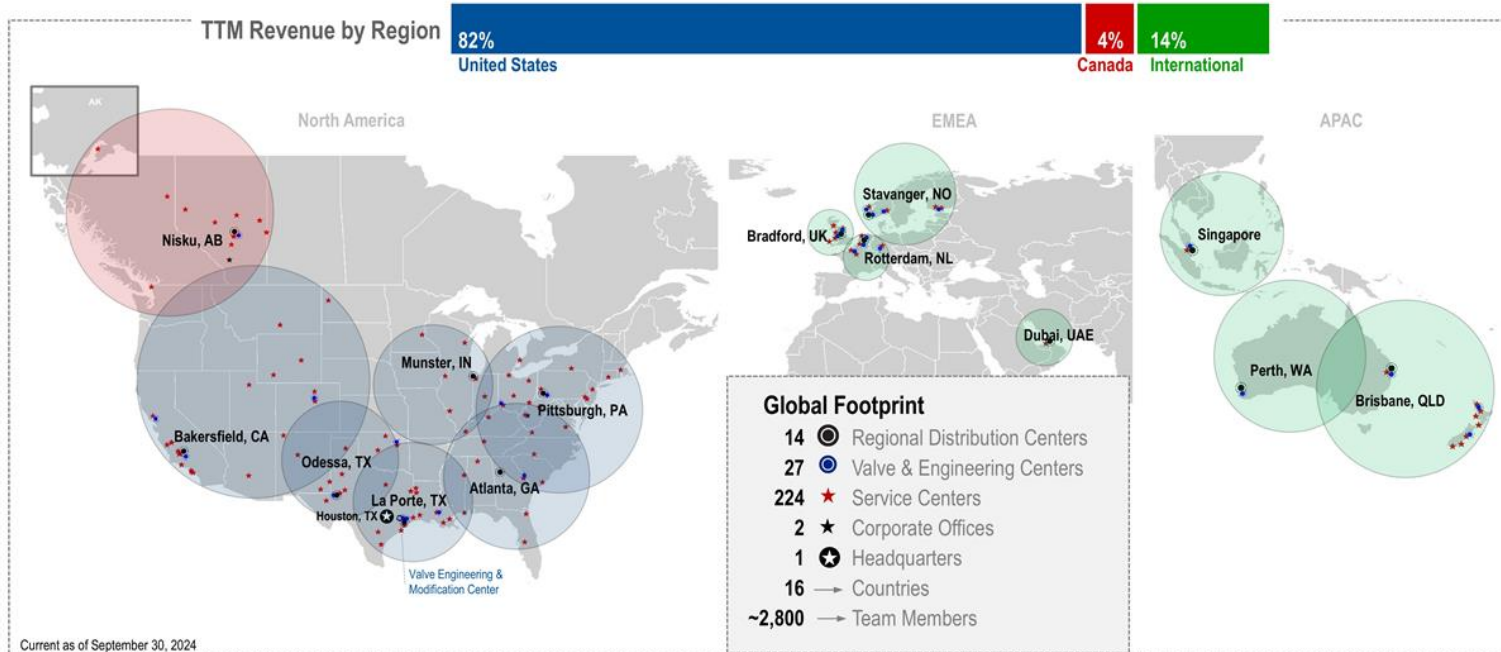 TTM Revenue by Region
82%
United States
4%
Canada
14%
International
North America
AK
Nisku, AB
Bakersfield, CA
Munster, IN
Pittsburgh, PA
Odessa, TX
La Porte, TX
Houston, TX
Atlanta, GA
Valve Engineering &
Modification Center
EMEA
Stavanger, NO
Bradford, UK
Rotterdam, NL
Dubai, UAE
APAC
Singapore
Perth, WA
Brisbane, QLD
Global Footprint
14 Regional Distribution Centers
27 Valve & Engineering Centers
224 Service Centers
2 Corporate Offices
1 Headquarters
16 → Countries
~2,800 → Team Members
Current as of September 30, 2024